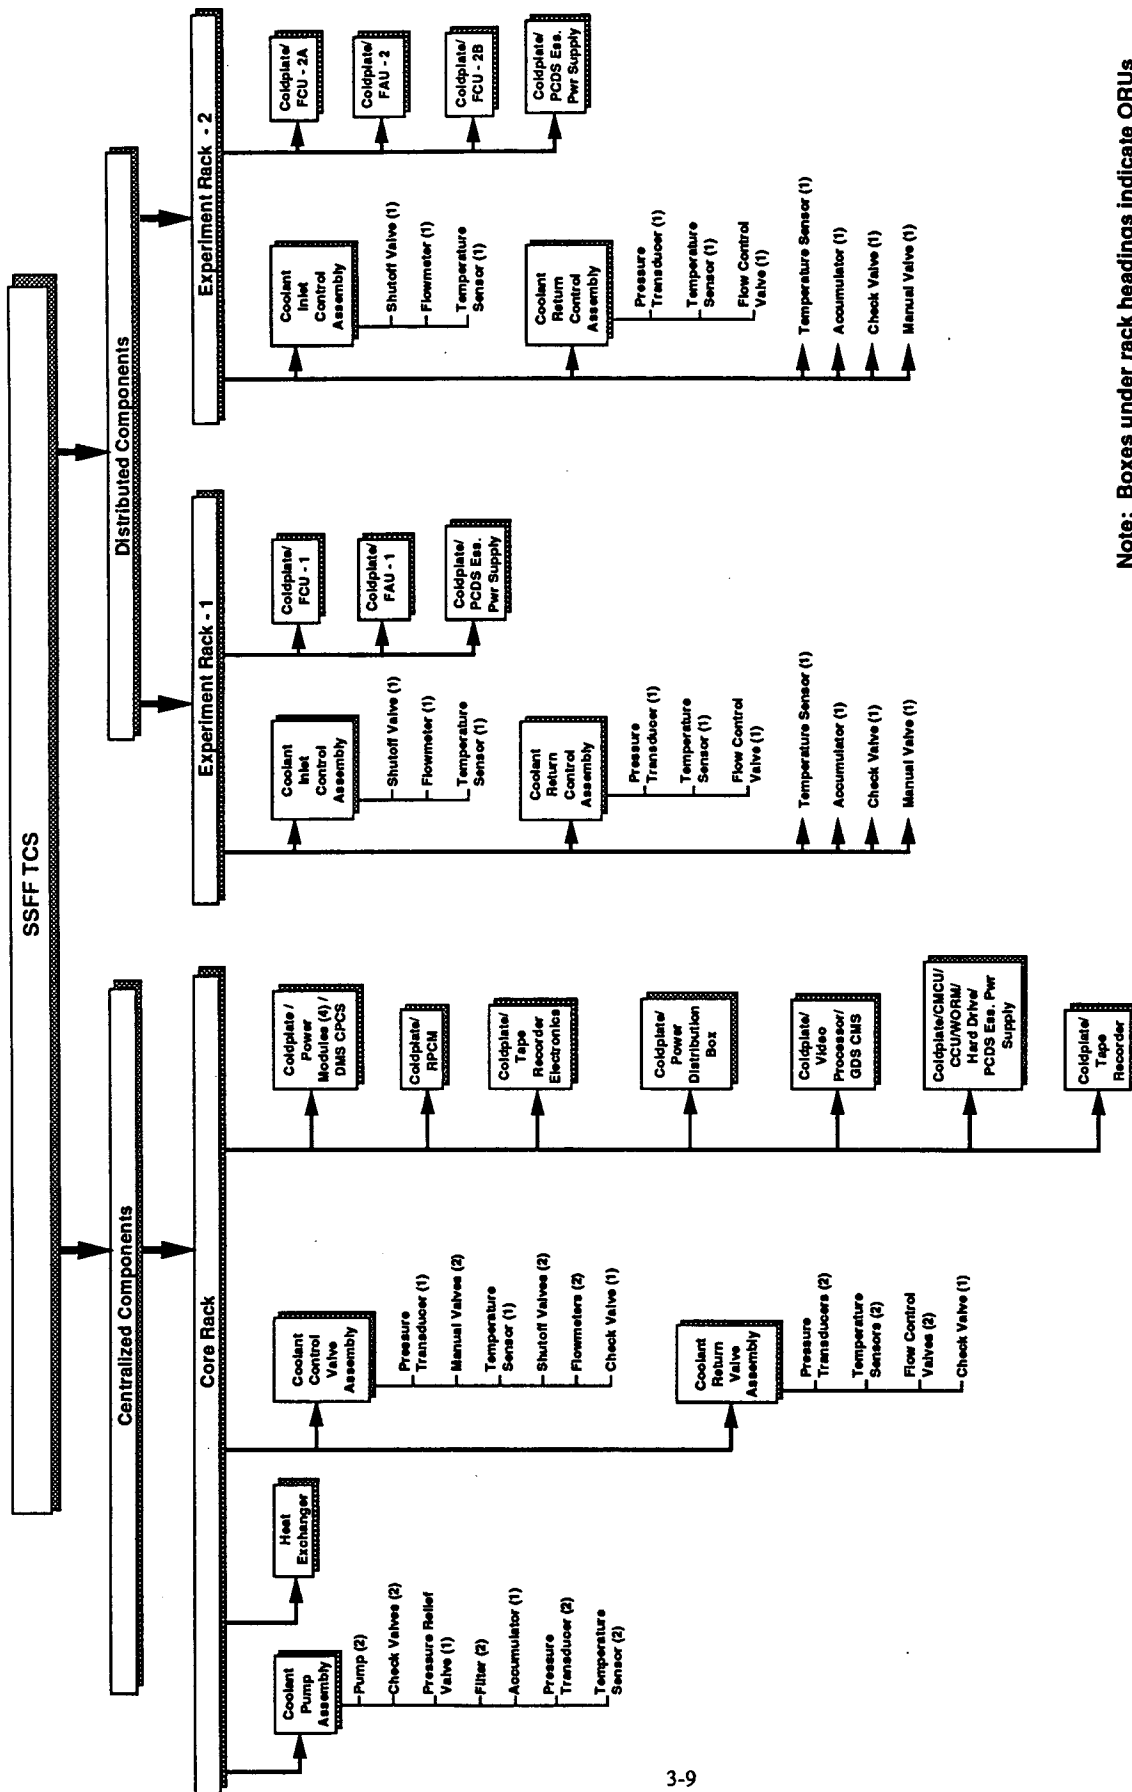 SSFF TCS
Centralized Components
Distributed Components
Core Rack
Experiment Rack - 1
Experiment Rack - 2
Coolant
Pump
Assembly
Pump (2)
Check Valves (2)
Pressure Relief
Valve (1)
Filter (2)
Accumulator (1)
Pressure
Transducer (2)
Temperature
Sensor (2)
Heat
Exchanger
Coolant
Control
Valve
Assembly
Pressure
Transducer (1)
Manual Valves (2)
Temperature
Sensor (1)
Shutoff Valves (2)
Flowmeters (2)
Check Valve (1)
Coolant
Return
Valve
Assembly
Pressure
Transducers (2)
Temperature
Sensors (2)
Flow Control
Valves (2)
Check Valve (1)
Coldplate /
Power
Modules (4) /
DMS CPCS
Coldplate/
RPCM
Coldplate/
Tape
Recorder
Electronics
Coldplate/
Power
Distribution
Box
Coldplate/
Video
Processor/
GDS CMS
Coldplate/CMCU/
CCU/WORM/
Hard Drive/
PCDS Ess. Pwr
Supply
Coldplate/
Tape
Recorder
Coolant
Inlet
Control
Assembly
Shutoff Valve (1)
Flowmeter (1)
Temperature
Sensor (1)
Coolant
Return
Control
Assembly
Pressure
Transducer (1)
Temperature
Sensor (1)
Flow Control
Valve (1)
Temperature Sensor (1)
Accumulator (1)
Check Valve (1)
Manual Valve (1)
Coldplate/
FCU - 1
Coldplate/
FAU - 1
Coldplate/
PCDS Ess.
Pwr Supply
Coolant
Inlet
Control
Assembly
Shutoff Valve (1)
Flowmeter (1)
Temperature
Sensor (1)
Coolant
Return
Control
Assembly
Pressure
Transducer (1)
Temperature
Sensor (1)
Flow Control
Valve (1)
Temperature Sensor (1)
Accumulator (1)
Check Valve (1)
Manual Valve (1)
Coldplate/
FCU - 2A
Coldplate/
FAU - 2
Coldplate/
FCU - 2B
Coldplate/
PCDS Ess.
Pwr Supply
Note: Boxes under rack headings indicate ORUs
3-9